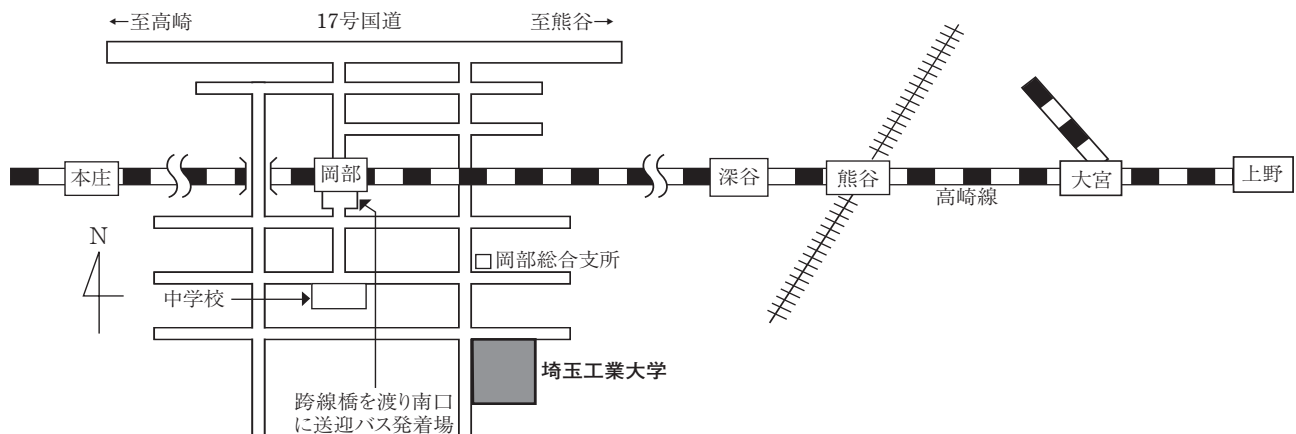 ←至高崎
17号国道
至熊谷→
本庄
岡部
深谷
熊谷
高崎線
大宮
上野
N
岡部総合支所
中学校
埼玉工業大学
跨線橋を渡り南口
に送迎バス発着場